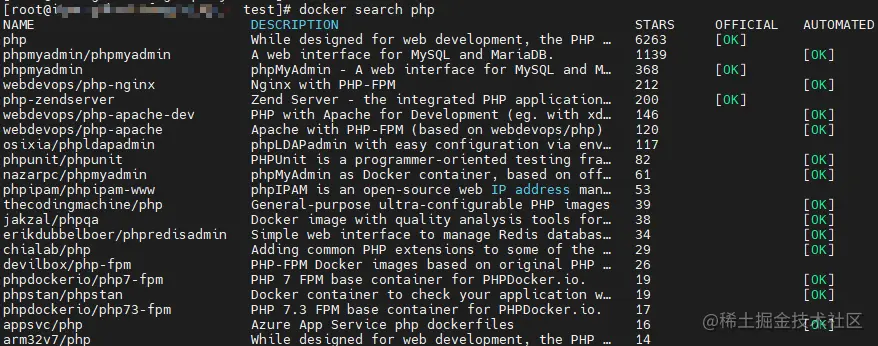 [root@i test]# docker search php
NAME DESCRIPTION STARS OFFICIAL AUTOMATED
php While designed for web development, the PHP … 6263 [OK]
phpmyadmin/phpmyadmin A web interface for MySQL and MariaDB. 1139 [OK]
phpmyadmin phpMyAdmin - A web interface for MySQL and M… 368 [OK]
webdevops/php-nginx Nginx with PHP-FPM 212 [OK]
php-zendserver Zend Server - the integrated PHP application… 200 [OK]
webdevops/php-apache-dev PHP with Apache for Development (eg. with xd… 146 [OK]
webdevops/php-apache Apache with PHP-FPM (based on webdevops/php) 120 [OK]
osixia/phpldapadmin phpLDAPadmin with easy configuration via env… 117
phpunit/phpunit PHPUnit is a programmer-oriented testing fra… 82 [OK]
nazarpc/phpmyadmin phpMyAdmin as Docker container, based on off… 61 [OK]
phpipam/phpipam-www phpIPAM is an open-source web IP address man… 53
thecodingmachine/php General-purpose ultra-configurable PHP images 39 [OK]
jakzal/phpqa Docker image with quality analysis tools for… 38 [OK]
erikdubbelboer/phpredisadmin Simple web interface to manage Redis databas… 34 [OK]
chialab/php Adding common PHP extensions to some of the … 29 [OK]
devilbox/php-fpm PHP-FPM Docker images based on original PHP … 26
phpdockerio/php7-fpm PHP 7 FPM base container for PHPDocker.io. 19 [OK]
phpstan/phpstan Docker container to check your application w… 19 [OK]
phpdockerio/php73-fpm PHP 7.3 FPM base container for PHPDocker.io. 17
appsvc/php Azure App Service php dockerfiles 16 [OK]
arm32v7/php While designed for web development, the PHP … 14
@稀土掘金技术社区